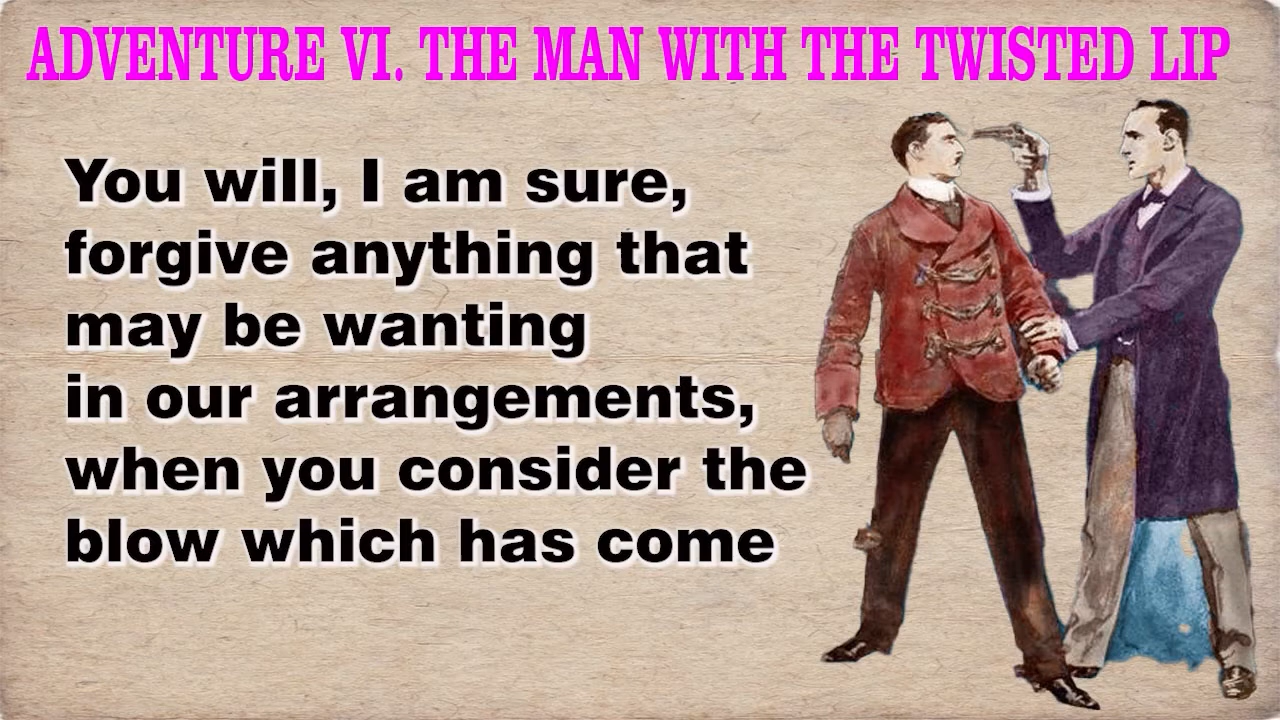 ADVENTURE VI. THE MAN WITH THE TWISTED LIP
You will, I am sure,
forgive anything that
may be wanting
in our arrangements,
when you consider the
blow which has come